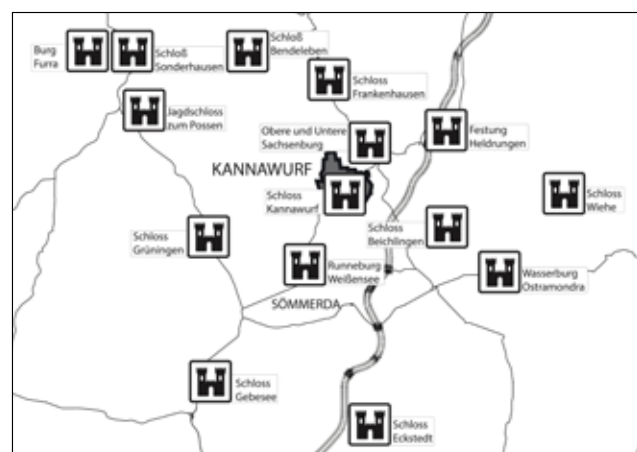 Burg
Furra
Schloß
Sonderhausen
Schloß
Bendeleben
Schloss
Frankenhausen
Jagdschloss
zum Possen
Obere und Untere
Sachsenburg
Festung
Heldrungen
KANNAWURF
Schloss
Kannawurf
Schloss
Wiehe
Schloss
Grüningen
Schloss
Beichlingen
Runneburg
Weißensee
Wasserburg
Ostramondra
SÖMMERDA
Schloss
Gebesee
Schloss
Eckstedt